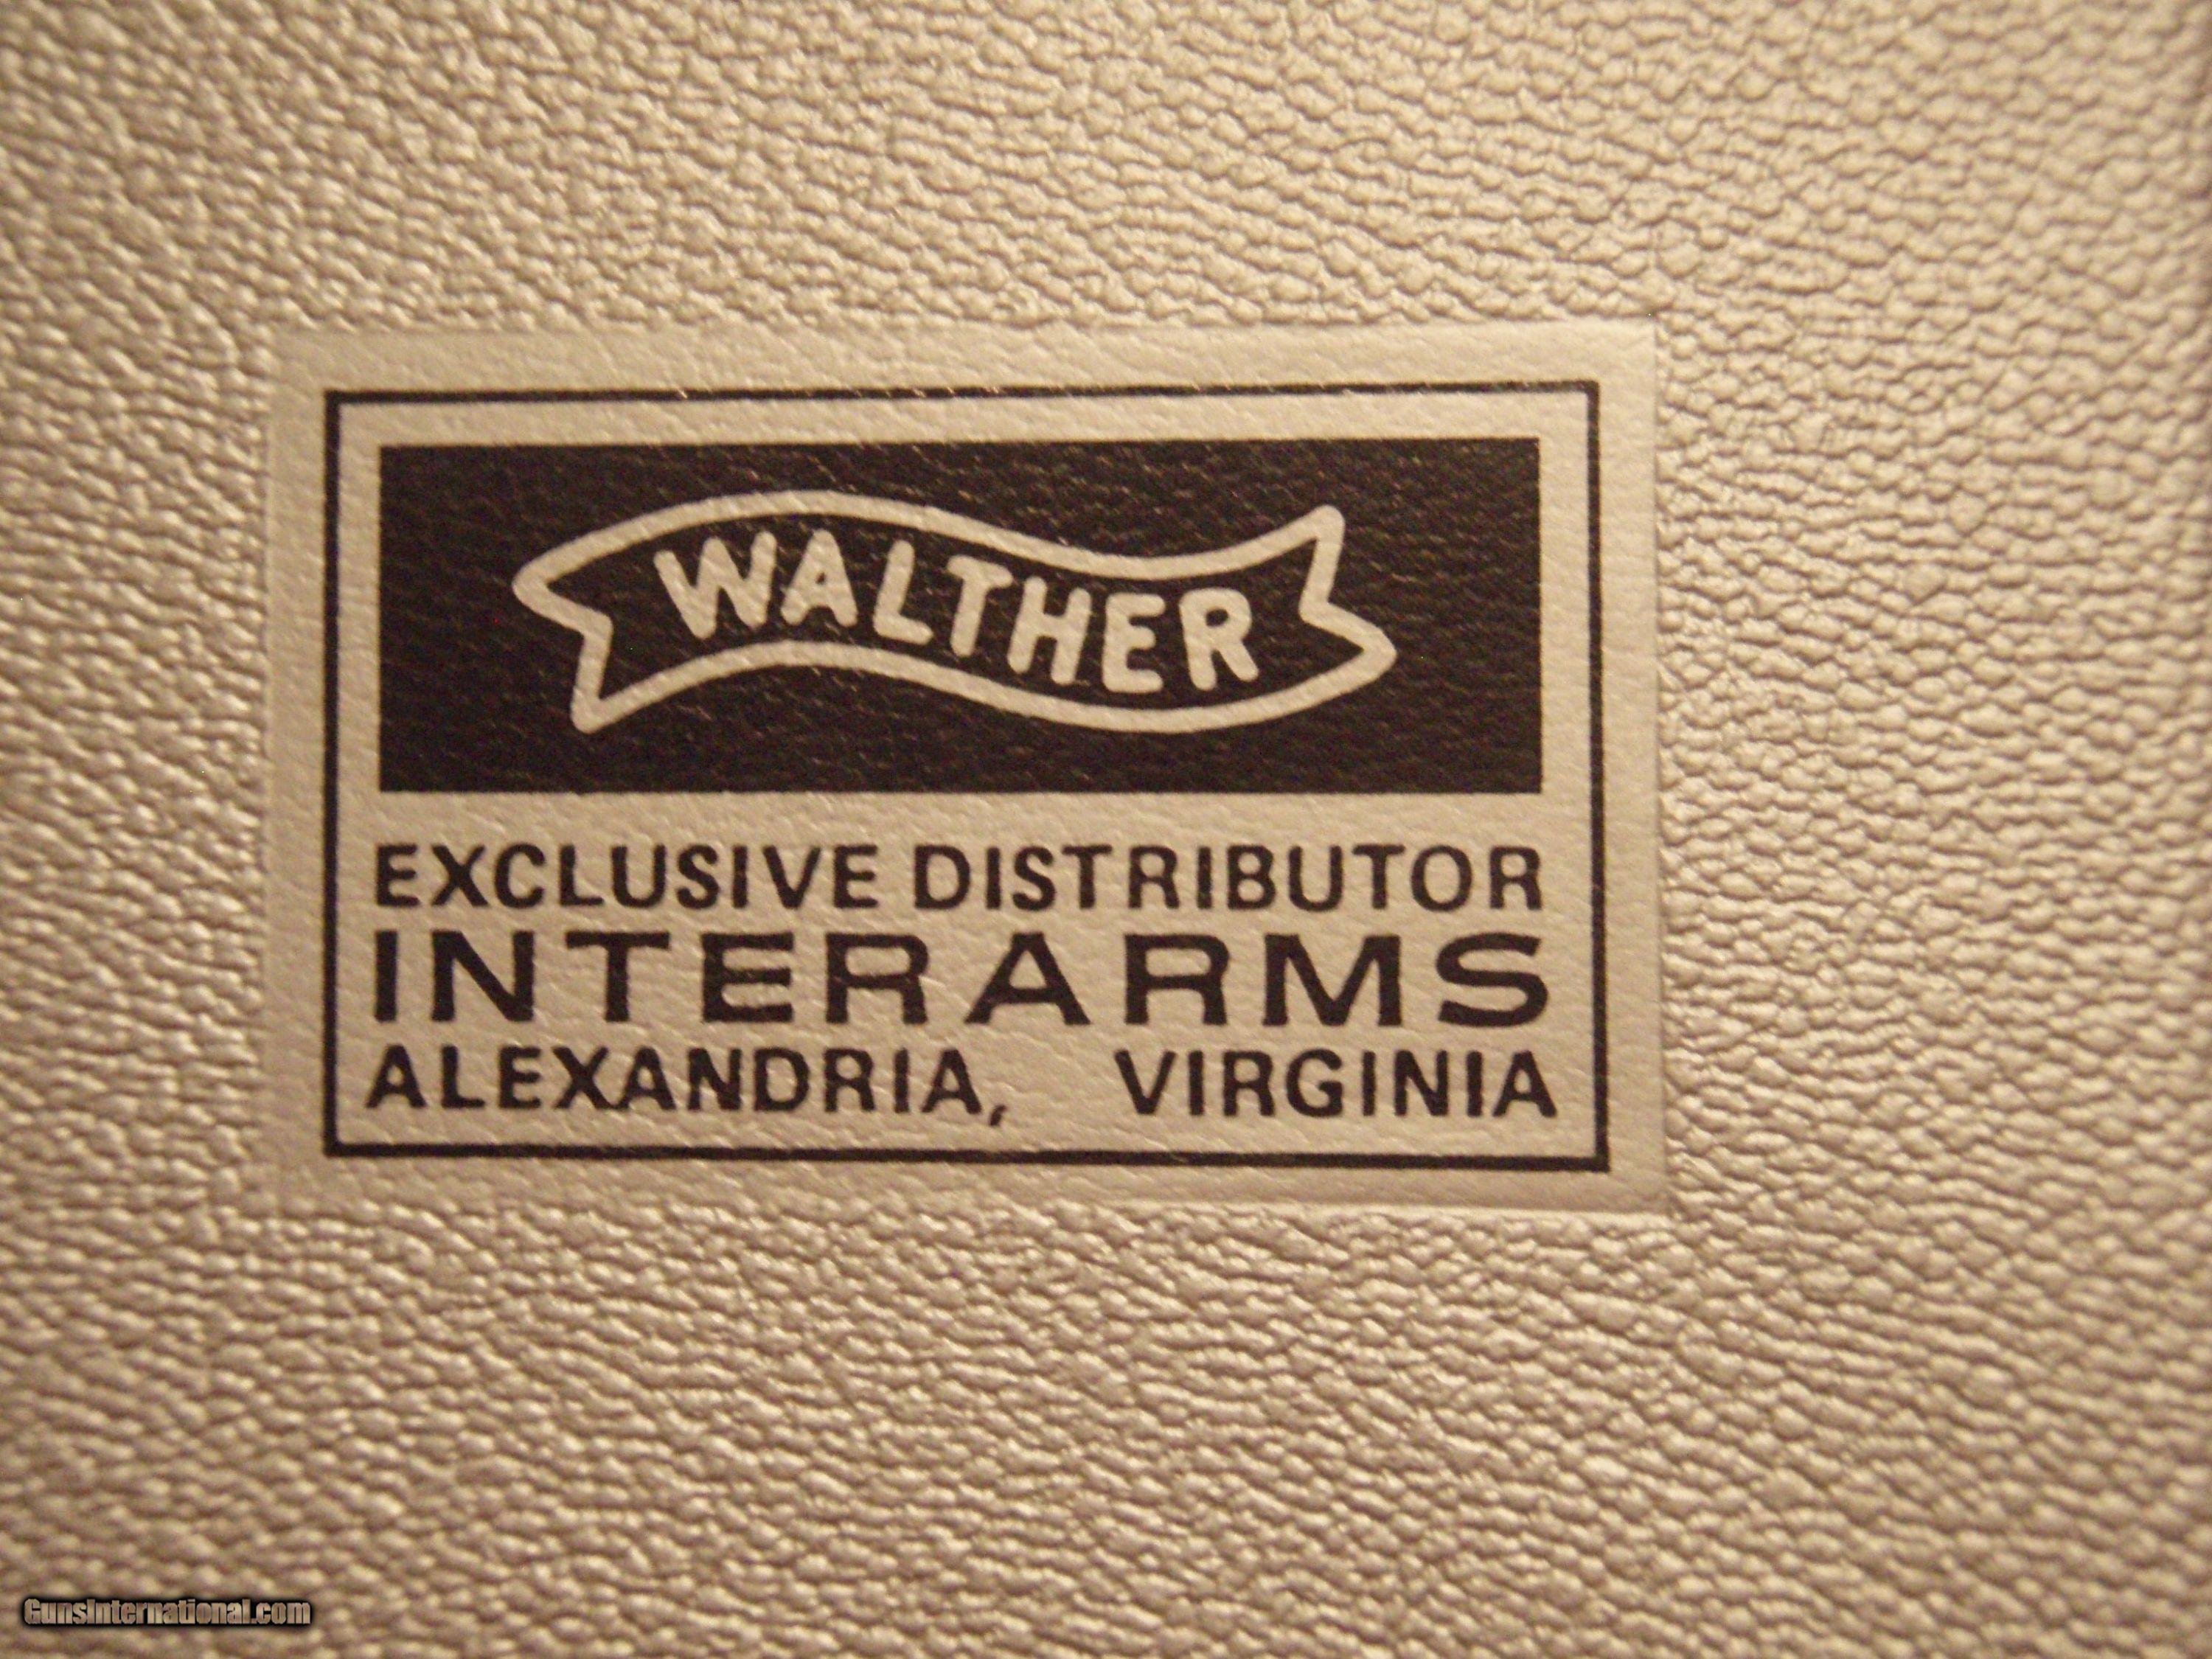 WALTHER
EXCLUSIVE DISTRIBUTOR
INTERARMS
ALEXANDRIA, VIRGINIA
GunsInternational.com